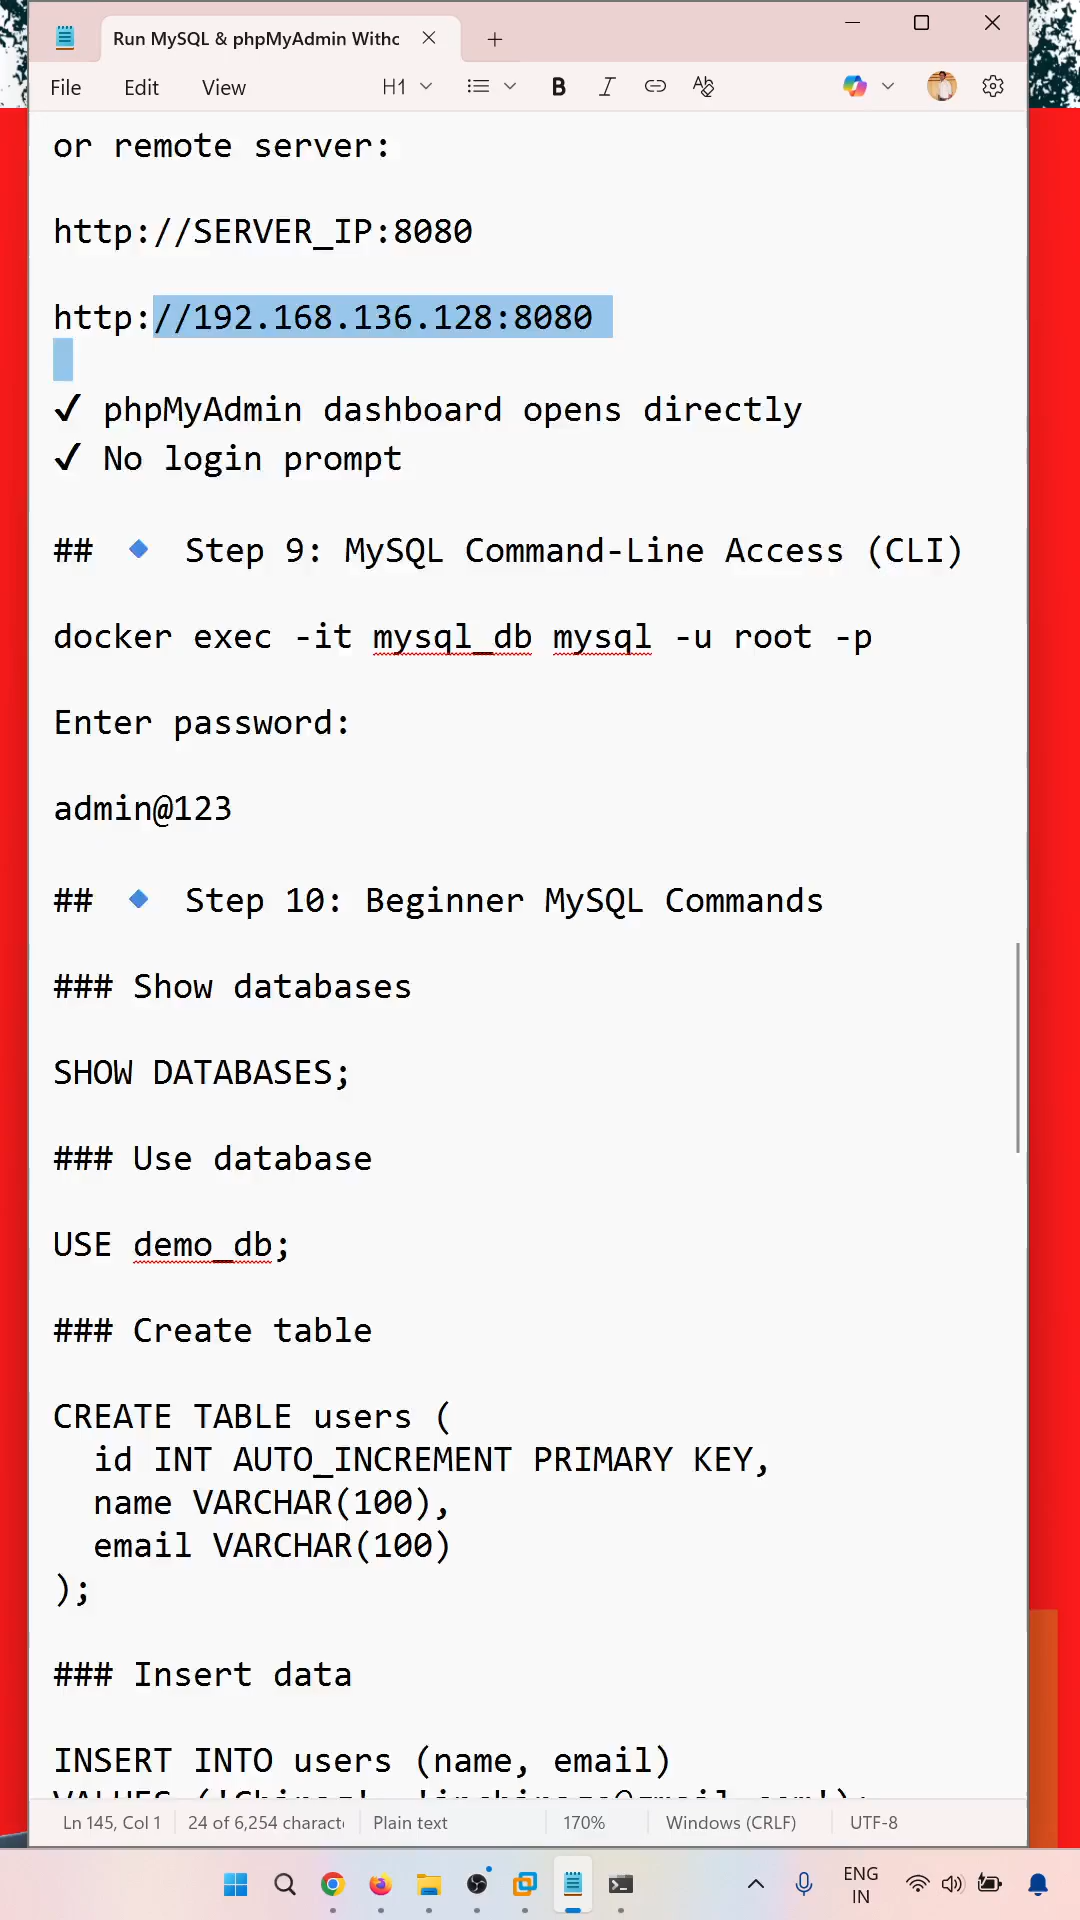 Run MySQL & phpMyAdmin Witho
File
Edit
View
H1
B
I
or remote server:
http://SERVER_IP:8080
http://192.168.136.128:8080
✔ phpMyAdmin dashboard opens directly
✔ No login prompt
## 🔹 Step 9: MySQL Command-Line Access (CLI)
docker exec -it mysql_db mysql -u root -p
Enter password:
admin@123
## 🔹 Step 10: Beginner MySQL Commands
### Show databases
SHOW DATABASES;
### Use database
USE demo_db;
### Create table
CREATE TABLE users (
  id INT AUTO_INCREMENT PRIMARY KEY,
  name VARCHAR(100),
  email VARCHAR(100)
);
### Insert data
INSERT INTO users (name, email)
VALUES
Ln 145, Col 1
24 of 6,254 characte
Plain text
170%
Windows (CRLF)
UTF-8
ENG
IN